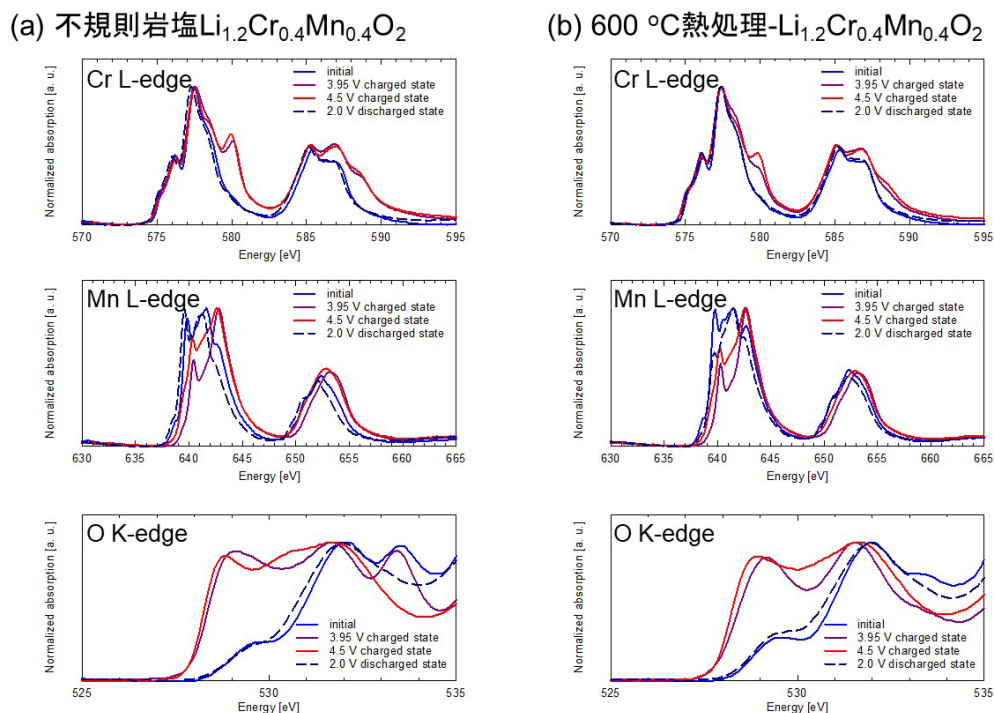 (a) 不規則岩塩Li1.2Cr0.4Mn0.4O2
Cr L-edge
initial
3.95 V charged state
4.5 V charged state
2.0 V discharged state
Normalized absorption [a. u.]
570 575 580 585 590 595
Energy [eV]
Mn L-edge
initial
3.95 V charged state
4.5 V charged state
2.0 V discharged state
Normalized absorption [a. u.]
630 635 640 645 650 655 660 665
Energy [eV]
O K-edge
initial
3.95 V charged state
4.5 V charged state
2.0 V discharged state
Normalized absorption [a. u.]
525 530 535
Energy [eV]
(b) 600 ºC熱処理-Li1.2Cr0.4Mn0.4O2
Cr L-edge
initial
3.95 V charged state
4.5 V charged state
2.0 V discharged state
Normalized absorption [a. u.]
570 575 580 585 590 595
Energy [eV]
Mn L-edge
initial
3.95 V charged state
4.5 V charged state
2.0 V discharged state
Normalized absorption [a. u.]
630 635 640 645 650 655 660 665
Energy [eV]
O K-edge
initial
3.95 V charged state
4.5 V charged state
2.0 V discharged state
Normalized absorption [a. u.]
525 530 535
Energy [eV]